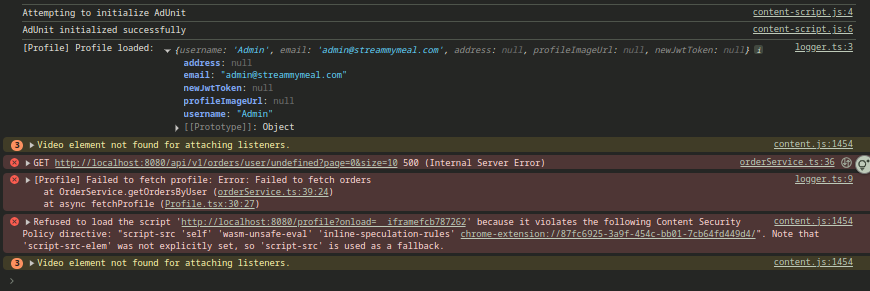 Attempting to initialize AdUnit content-script.js:4
AdUnit initialized successfully content-script.js:6
[Profile] Profile loaded: {username: 'Admin', email: 'admin@streammymeal.com', address: null, profileImageUrl: null, newJwtToken: null} i logger.ts:3
address: null
email: "admin@streammymeal.com"
newJwtToken: null
profileImageUrl: null
username: "Admin"
[[Prototype]]: Object
3 Video element not found for attaching listeners. content.js:1454
GET http://localhost:8080/api/v1/orders/user/undefined?page=0&size=10 500 (Internal Server Error) orderService.ts:36
[Profile] Failed to fetch profile: Error: Failed to fetch orders logger.ts:9
at OrderService.getOrdersByUser (orderService.ts:39:24)
at async fetchProfile (Profile.tsx:30:27)
Refused to load the script 'http://localhost:8080/profile?onload=__iframefcb787262' because it violates the following Content Security content.js:1454
Policy directive: "script-src 'self' 'wasm-unsafe-eval' 'inline-speculation-rules' chrome-extension://87fc6925-3a9f-454c-bb01-7cb64fd449d4/". Note that
'script-src-elem' was not explicitly set, so 'script-src' is used as a fallback.
3 Video element not found for attaching listeners. content.js:1454